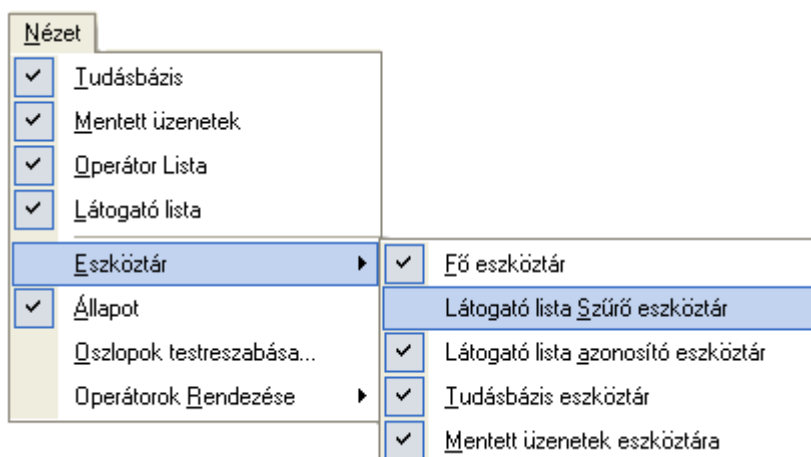 Nézet
Tudásbázis
Mentett üzenetek
Operátor Lista
Látogató lista
Eszköztár
Állapot
Oszlopok testreszabása...
Operátorok Rendezése
Fő eszköztár
Látogató lista Szűrő eszköztár
Látogató lista azonosító eszköztár
Tudásbázis eszköztár
Mentett üzenetek eszköztára